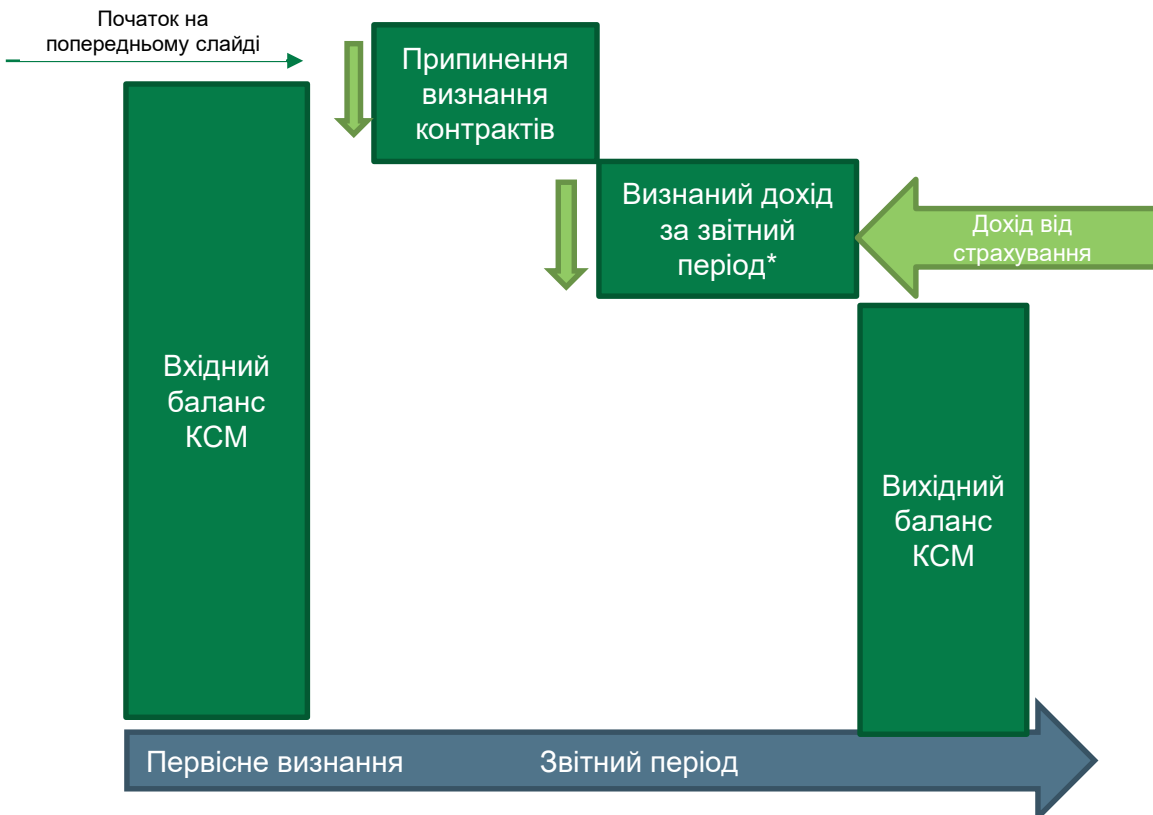 Початок на
попередньому слайді
Припинення
визнання
контрактів
Визнаний дохід
за звітний
період*
Дохід від
страхування
Вхідний
баланс
КСМ
Вихідний
баланс
КСМ
Первісне визнання
Звітний період